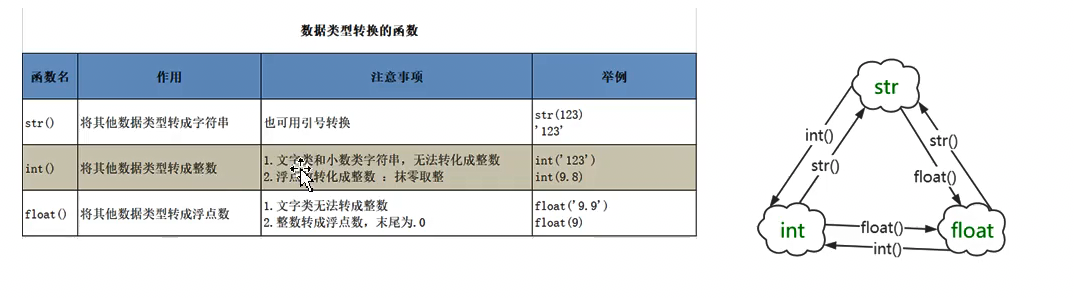 数据类型转换的函数
函数名 作用 注意事项 举例
str() 将其他数据类型转成字符串 也可用引号转换 str(123)
'123'
int() 将其他数据类型转成整数 1.文字类和小数类字符串，无法转化成整数 int('123')
2.浮点 转化成整数 ：抹零取整 int(9.8)
float() 将其他数据类型转成浮点数 1.文字类无法转成整数 float('9.9')
2.整数转成浮点数，末尾为.0 float(9)
str
int()
str()
str()
float()
int
float()
int()
float